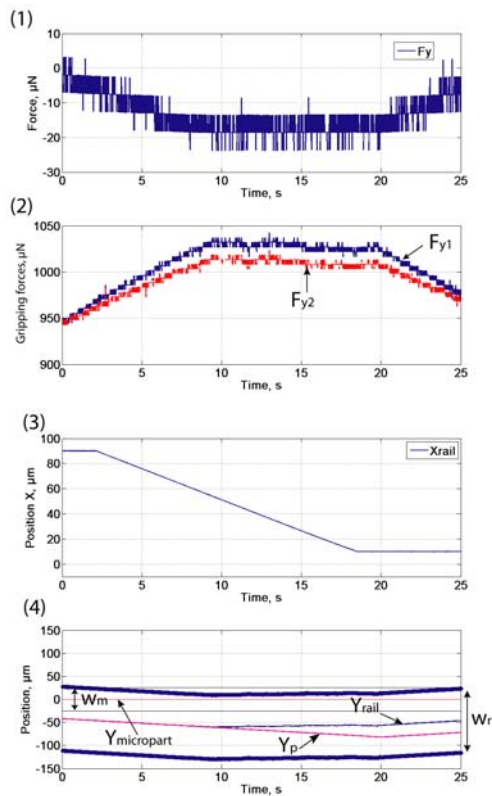 (1)
10
0
-10
-20
-30
Force, µN
Fy
0 5 10 15 20 25
Time, s
(2)
1050
1000
950
900
Gripping forces, µN
Fy1
Fy2
0 5 10 15 20 25
Time, s
(3)
100
80
60
40
20
0
Position X, µm
Xrail
0 5 10 15 20 25
Time, s
(4)
150
100
50
0
-50
-100
-150
Position, µm
Wm
Ymicropart
Yrail
Yp
Wr
0 5 10 15 20 25
Time, s